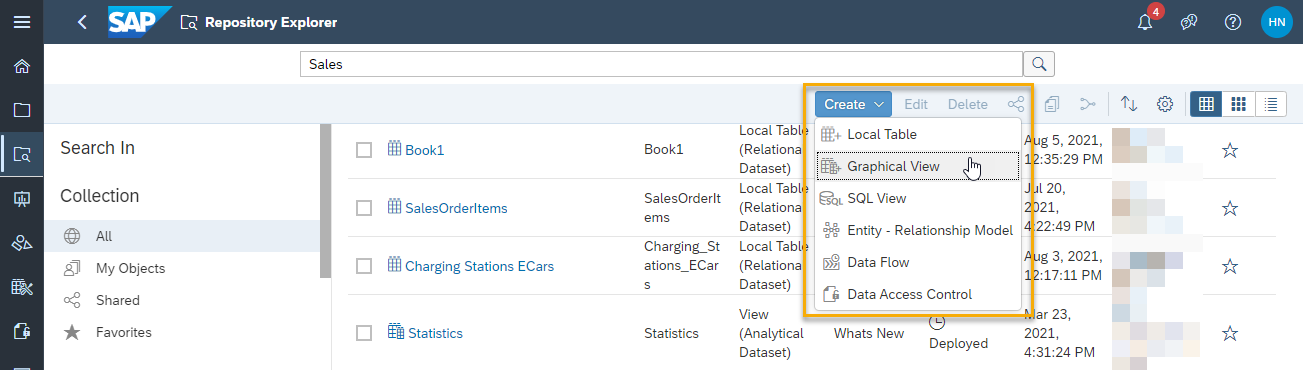 SAP Repository Explorer 4 HN
Sales
Create Edit Delete
Local Table
Graphical View
SQL View
Entity - Relationship Model
Data Flow
Data Access Control
Search In
Collection
All
My Objects
Shared
Favorites
Book1 Book1 Local Table
(Relational
Dataset)
Aug 5, 2021,
12:35:29 PM
SalesOrderItems SalesOrderIt
ems
Local Table
(Relational
Dataset)
Jul 20,
2021,
4:22:49 PM
Charging Stations ECars Charging_St
ations_ECar
s
Local Table
(Relational
Dataset)
Aug 3, 2021,
12:17:11 PM
Statistics Statistics View
(Analytical
Dataset)
Whats New Deployed
Mar 23,
2021,
4:31:24 PM